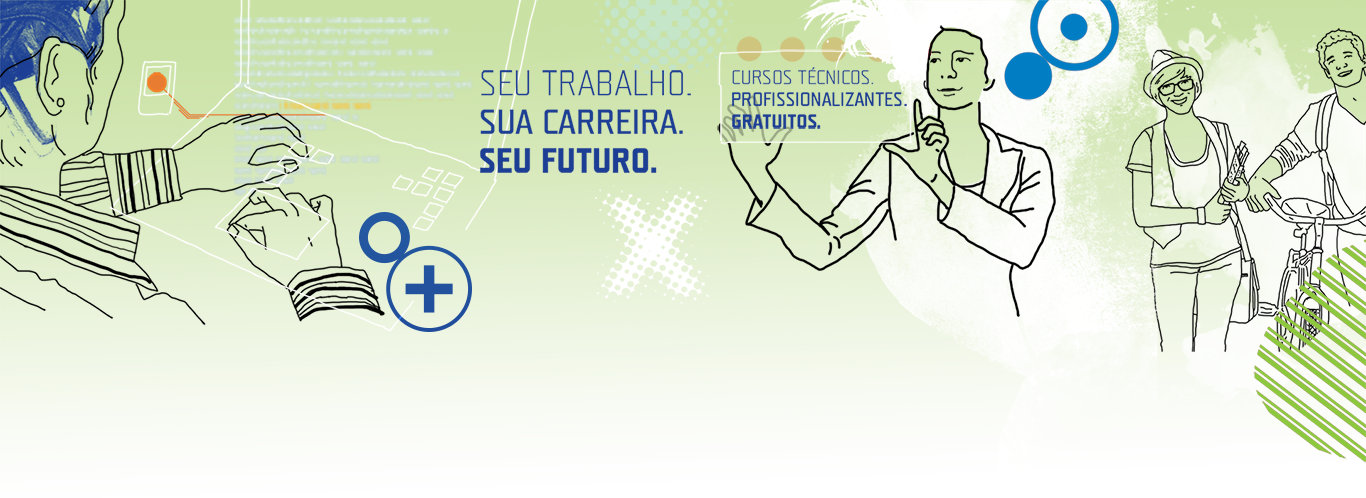 SEU TRABALHO.
SUA CARREIRA.
SEU FUTURO.
CURSOS TÉCNICOS.
PROFISSIONALIZANTES.
GRATUITOS.